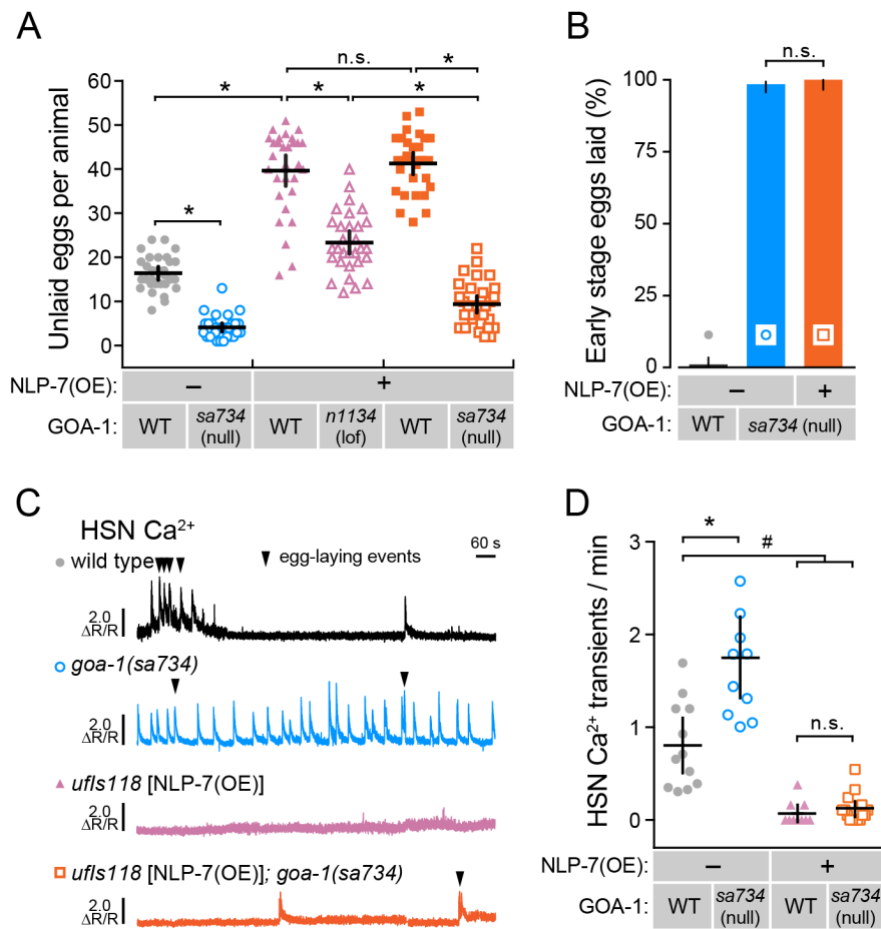 A
Unlaid eggs per animal
60
50
40
30
20
10
0
n.s.
*
*
*
*
*
NLP-7(OE): – +
GOA-1: WT sa734 (null) WT n1134 (lof) WT sa734 (null)
B
Early stage eggs laid (%)
100
50
0
n.s.
NLP-7(OE): – +
GOA-1: WT sa734 (null)
C
HSN Ca²⁺
60 s
wild type
egg-laying events
2.0
ΔR/R
goa-1(sa734)
2.0
ΔR/R
ufIs118 [NLP-7(OE)]
2.0
ΔR/R
ufIs118 [NLP-7(OE)]; goa-1(sa734)
2.0
ΔR/R
D
HSN Ca²⁺ transients / min
3
2
1
0
*
#
n.s.
NLP-7(OE): – +
GOA-1: WT sa734 (null) WT sa734 (null)